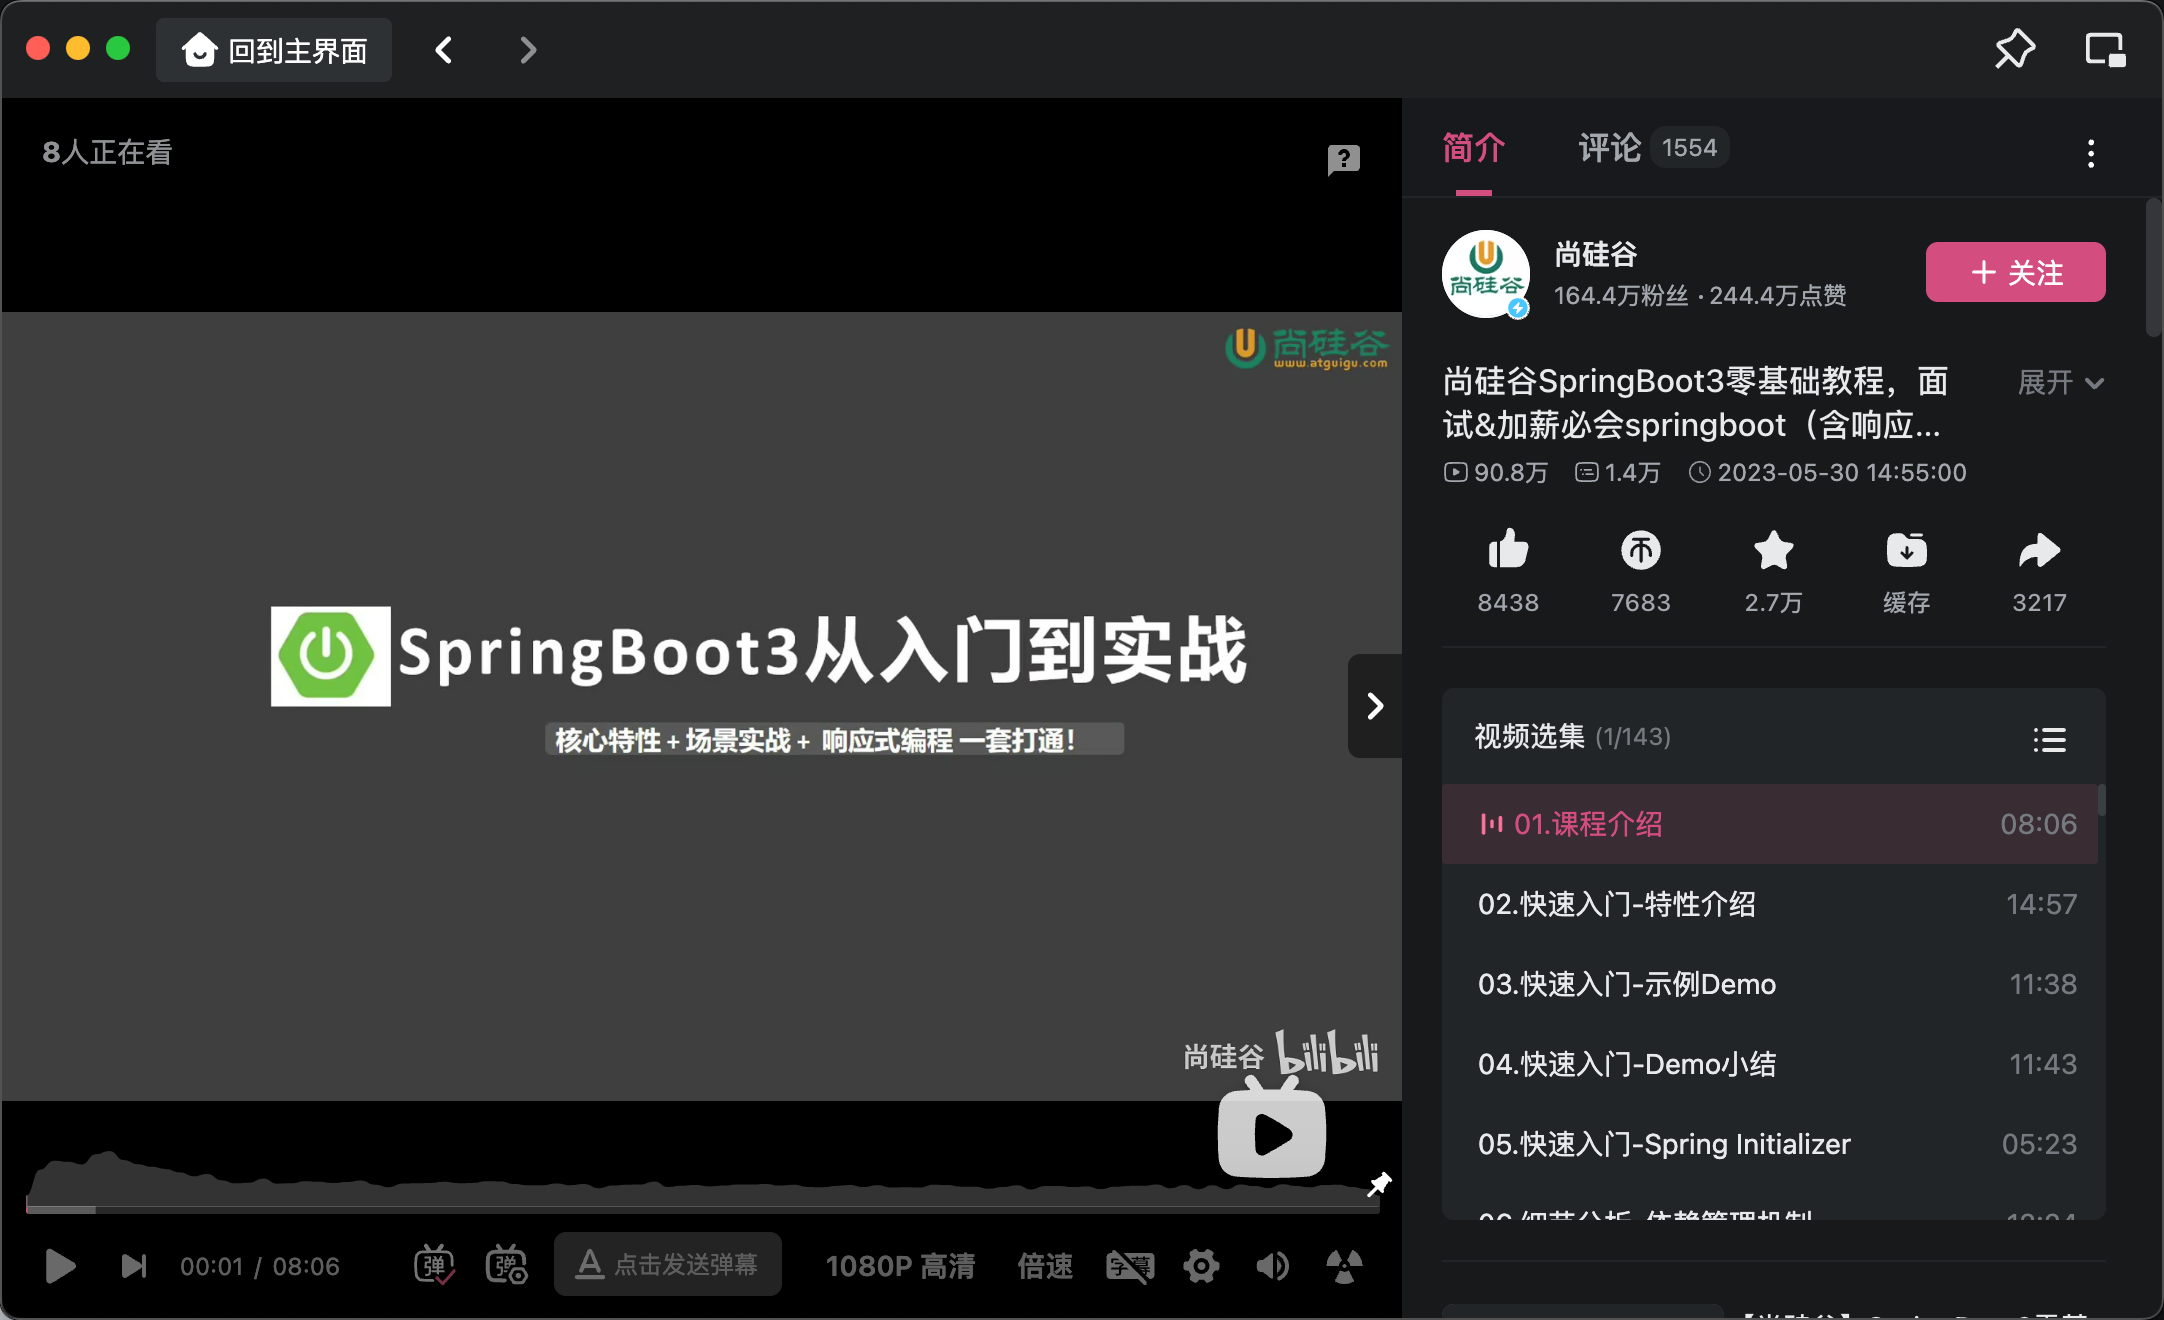 回到主界面
8人正在看
尚硅谷
www.atguigu.com
SpringBoot3从入门到实战
核心特性 + 场景实战 + 响应式编程 一套打通！
尚硅谷 bilibili
00:01 / 08:06
弹
弹
点击发送弹幕
1080P 高清
倍速
字幕
简介
评论 1554
尚硅谷
尚硅谷
164.4万粉丝 · 244.4万点赞
关注
尚硅谷SpringBoot3零基础教程，面
试&加薪必会springboot（含响应...
展开
90.8万 1.4万 2023-05-30 14:55:00
8438 7683 2.7万 缓存 3217
视频选集 (1/143)
01.课程介绍 08:06
02.快速入门-特性介绍 14:57
03.快速入门-示例Demo 11:38
04.快速入门-Demo小结 11:43
05.快速入门-Spring Initializer 05:23